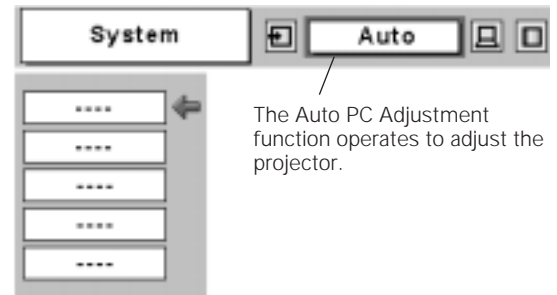 System
Auto
----
The Auto PC Adjustment
function operates to adjust the
projector.
----
----
----
----